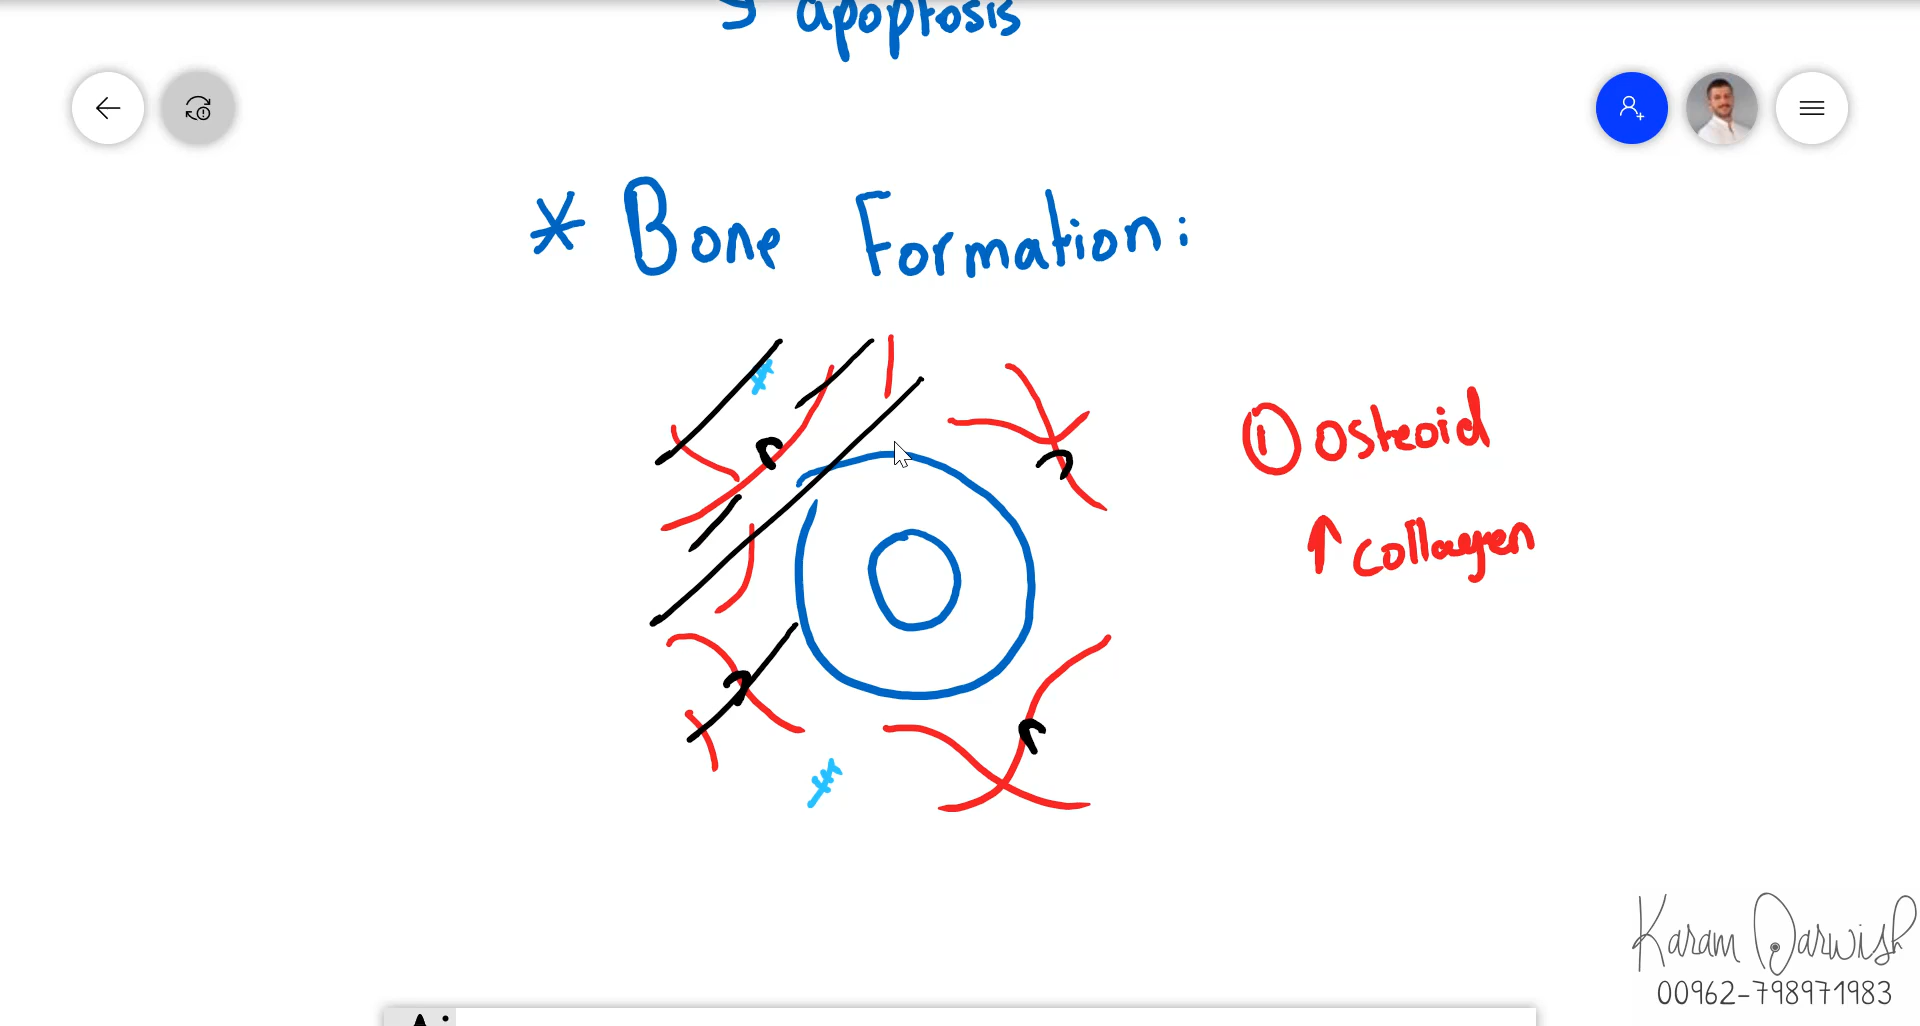 ↳ apoptosis
* Bone Formation:
① osteoid
↑ collagen
Karam Darwish
00962-798971983
A: